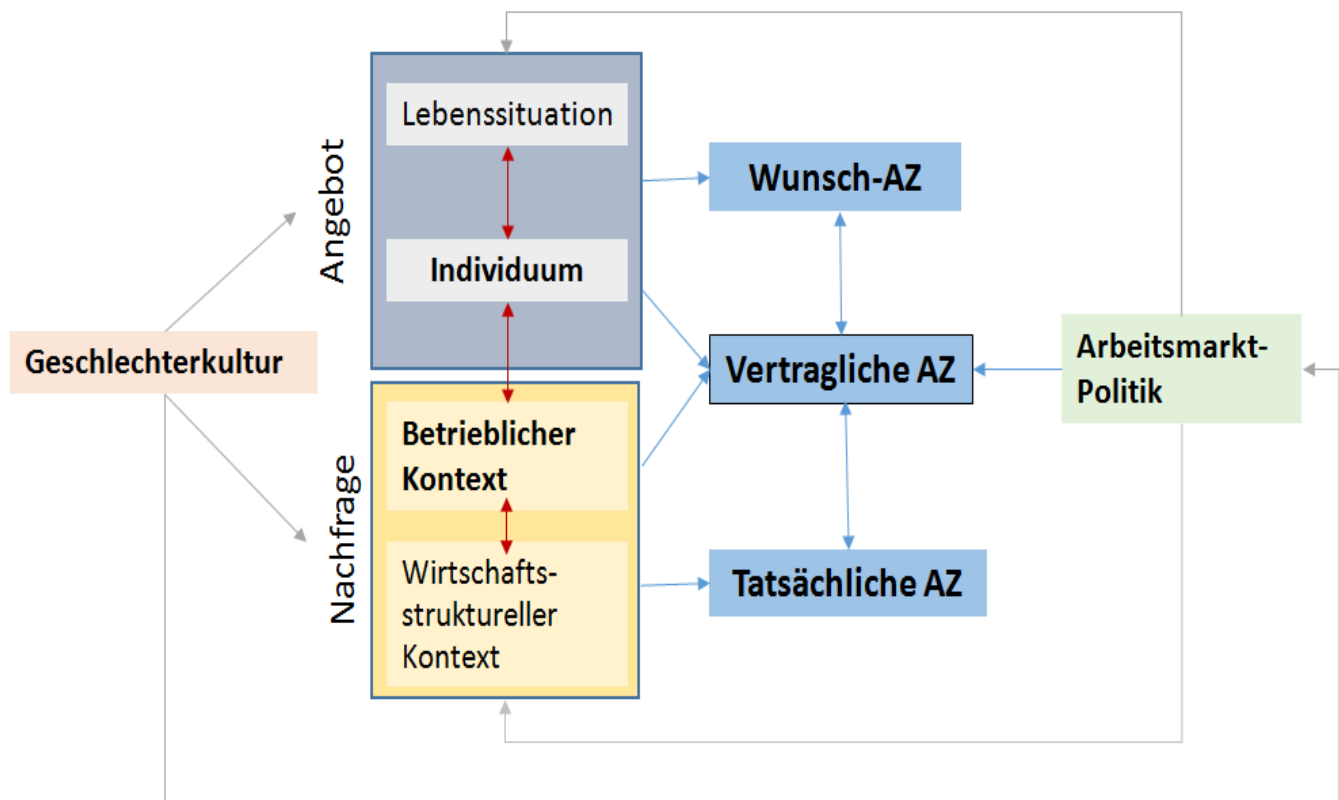 Geschlechterkultur
Angebot
Lebenssituation
Individuum
Nachfrage
Betrieblicher
Kontext
Wirtschafts-
struktureller
Kontext
Wunsch-AZ
Vertragliche AZ
Tatsächliche AZ
Arbeitsmarkt-
Politik